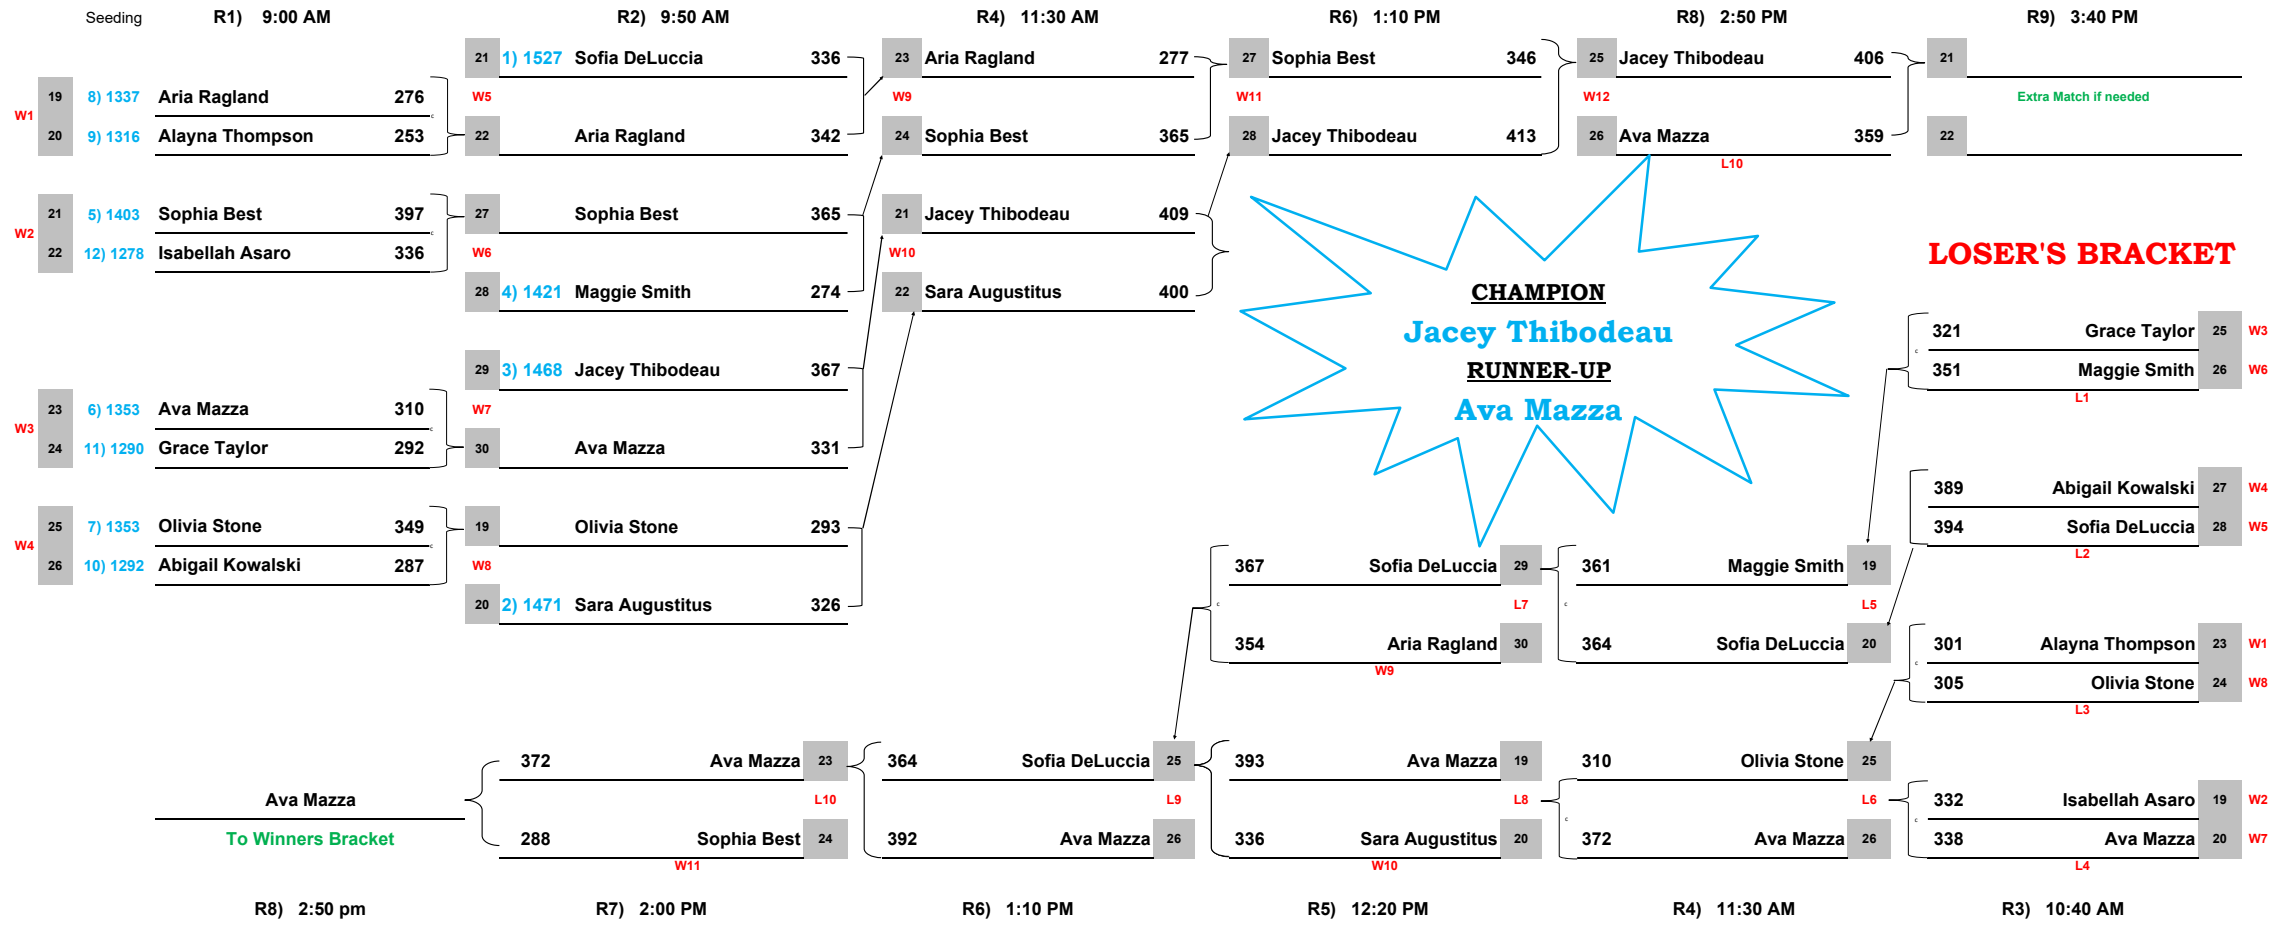 Seeding R1) 9:00 AM R2) 9:50 AM R4) 11:30 AM R6) 1:10 PM R8) 2:50 PM R9) 3:40 PM
21 1) 1527 Sofia DeLuccia 336 23 Aria Ragland 277 27 Sophia Best 346 25 Jacey Thibodeau 406 21
19 8) 1337 Aria Ragland 276 W5 W9 W11 W12 Extra Match if needed
W1
20 9) 1316 Alayna Thompson 253 22 Aria Ragland 342 24 Sophia Best 365 28 Jacey Thibodeau 413 26 Ava Mazza 359 22
L10
21 5) 1403 Sophia Best 397 27 Sophia Best 365 21 Jacey Thibodeau 409
W2
22 12) 1278 Isabellah Asaro 336 W6 W10 LOSER'S BRACKET
28 4) 1421 Maggie Smith 274 22 Sara Augustitus 400 CHAMPION
Jacey Thibodeau 321 Grace Taylor 25 W3
29 3) 1468 Jacey Thibodeau 367 RUNNER-UP 351 Maggie Smith 26 W6
L1
23 6) 1353 Ava Mazza 310 W7 Ava Mazza
W3
24 11) 1290 Grace Taylor 292 30 Ava Mazza 331
389 Abigail Kowalski 27 W4
25 7) 1353 Olivia Stone 349 19 Olivia Stone 293 394 Sofia DeLuccia 28 W5
W4 L2
26 10) 1292 Abigail Kowalski 287 W8 367 Sofia DeLuccia 29 361 Maggie Smith 19
20 2) 1471 Sara Augustitus 326 L7 L5
354 Aria Ragland 30 364 Sofia DeLuccia 20 301 Alayna Thompson 23 W1
W9
305 Olivia Stone 24 W8
L3
372 Ava Mazza 23 364 Sofia DeLuccia 25 393 Ava Mazza 19 310 Olivia Stone 25
Ava Mazza L10 L9 L8 L6 332 Isabellah Asaro 19 W2
To Winners Bracket 288 Sophia Best 24 392 Ava Mazza 26 336 Sara Augustitus 20 372 Ava Mazza 26 338 Ava Mazza 20 W7
W11 W10 L4
R8) 2:50 pm R7) 2:00 PM R6) 1:10 PM R5) 12:20 PM R4) 11:30 AM R3) 10:40 AM